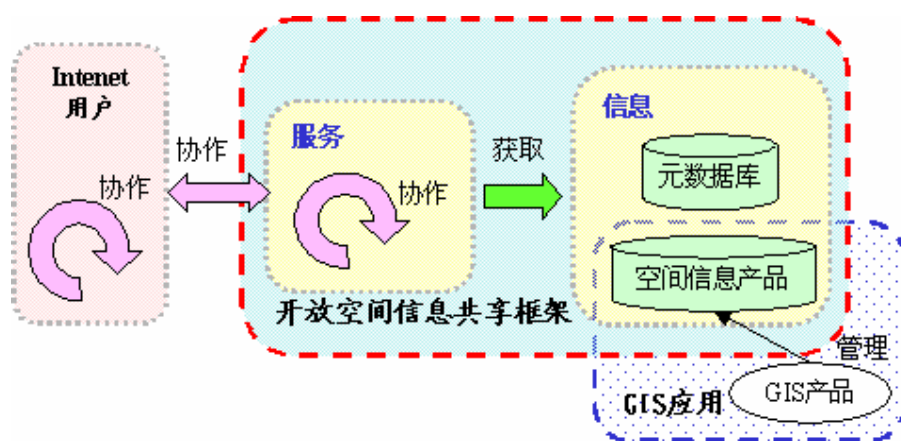 Intenet
用户
协作
协作
服务
协作
获取
信息
元数据库
空间信息产品
开放空间信息共享框架
管理
GIS产品
GIS应用